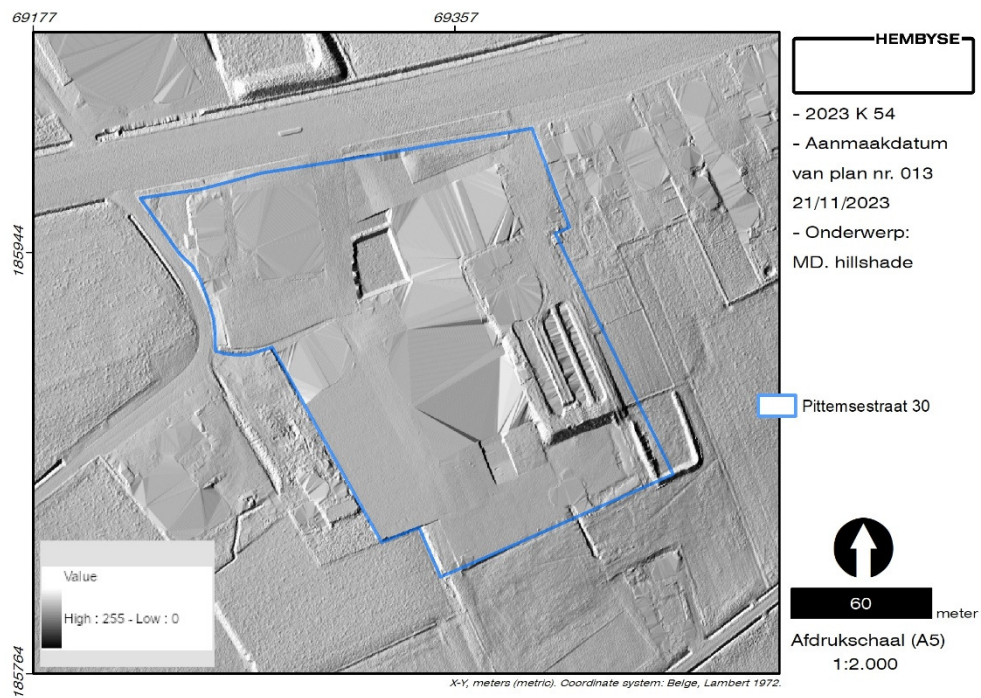 69177
69357
HEMBYSE
- 2023 K 54
- Aanmaakdatum
van plan nr. 013
21/11/2023
- Onderwerp:
MD. hillshade
185944
Pittemsestraat 30
Value
High : 255 - Low : 0
60
meter
Afdrukschaal (A5)
1:2.000
185764
X-Y, meters (metric). Coordinate system: Belge, Lambert 1972.